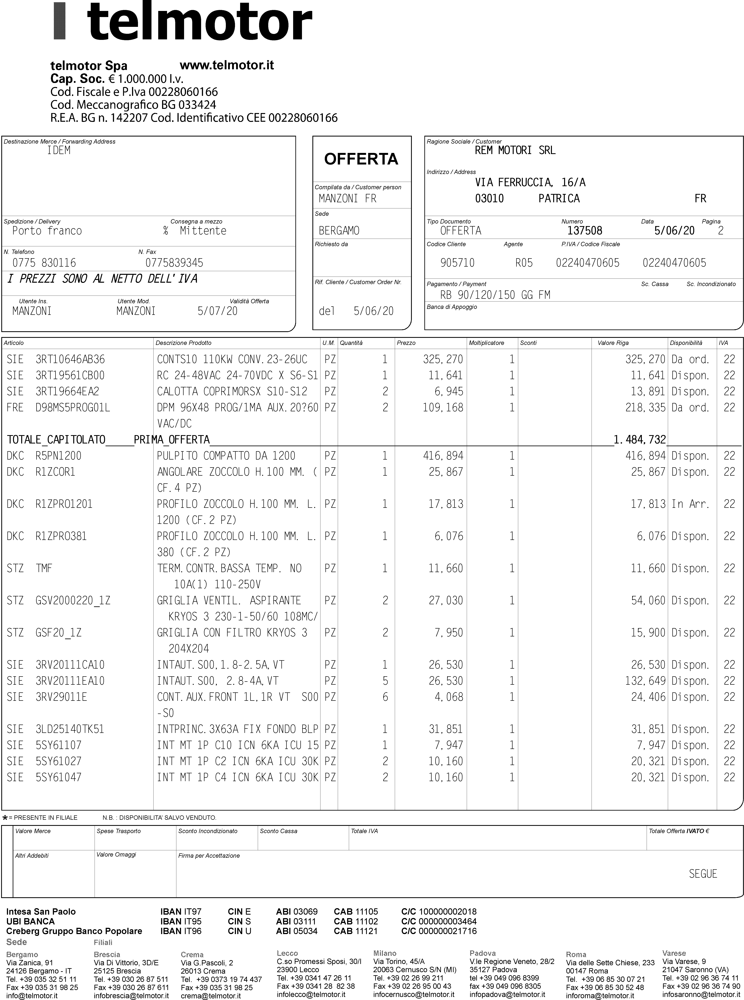 telmotor
telmotor Spa www.telmotor.it
Cap. Soc. € 1.000.000 l.v.
Cod. Fiscale e P.Iva 00228060166
Cod. Meccanografico BG 033424
R.E.A. BG n. 142207 Cod. Identificativo CEE 00228060166
Destinazione Merce / Forwarding Address
IDEM
Spedizione / Delivery Consegna a mezzo
Porto franco % Mittente
N. Telefono N. Fax
0775 830116 0775839345
I PREZZI SONO AL NETTO DELL'IVA
Utente Ins. Utente Mod. Validità Offerta
MANZONI MANZONI 5/07/20
OFFERTA
Compilata da / Customer person
MANZONI FR
Sede
BERGAMO
Richiesto da
Rif. Cliente / Customer Order Nr.
del 5/06/20
Ragione Sociale / Customer
REM MOTORI SRL
Indirizzo / Address
VIA FERRUCCIA, 16/A
03010 PATRICA FR
Tipo Documento Numero Data Pagina
OFFERTA 137508 5/06/20 2
Codice Cliente Agente P.IVA / Codice Fiscale
905710 R05 02240470605 02240470605
Pagamento / Payment Sc. Cassa Sc. Incondizionato
RB 90/120/150 GG FM
Banca di Appoggio
Articolo Descrizione Prodotto U.M. Quantità Prezzo Moltiplicatore Sconti Valore Riga Disponibilità IVA
SIE 3RT10646AB36 CONTS10 110KW CONV.23-26UC PZ 1 325,270 1 325,270 Da ord. 22
SIE 3RT19561CB00 RC 24-48VAC 24-70VDC X S6-S1 PZ 1 11,641 1 11,641 Dispon. 22
SIE 3RT19664EA2 CALOTTA COPRIMORSX S10-S12 PZ 2 6,945 1 13,891 Dispon. 22
FRE D98MS5PROG01L DPM 96X48 PROG/1MA AUX.20?60 PZ 2 109,168 1 218,335 Da ord. 22
VAC/DC
TOTALE_CAPITOLATO_____PRIMA_OFFERTA 1.484,732
DKC R5PN1200 PULPITO COMPATTO DA 1200 PZ 1 416,894 1 416,894 Dispon. 22
DKC R1ZCOR1 ANGOLARE ZOCCOLO H.100 MM. ( PZ 1 25,867 1 25,867 Dispon. 22
CF.4 PZ)
DKC R1ZPRO1201 PROFILO ZOCCOLO H.100 MM. L. PZ 1 17,813 1 17,813 In Arr. 22
1200 (CF.2 PZ)
DKC R1ZPRO381 PROFILO ZOCCOLO H.100 MM. L. PZ 1 6,076 1 6,076 Dispon. 22
380 (CF.2 PZ)
STZ TMF TERM.CONTR.BASSA TEMP. NO PZ 1 11,660 1 11,660 Dispon. 22
10A(1) 110-250V
STZ GSV2000220_1Z GRIGLIA VENTIL. ASPIRANTE PZ 2 27,030 1 54,060 Dispon. 22
KRYOS 3 230-1-50/60 108MC/
STZ GSF20_1Z GRIGLIA CON FILTRO KRYOS 3 PZ 2 7,950 1 15,900 Dispon. 22
204X204
SIE 3RV20111CA10 INTAUT.S00,1.8-2.5A,VT PZ 1 26,530 1 26,530 Dispon. 22
SIE 3RV20111EA10 INTAUT.S00, 2.8-4A,VT PZ 5 26,530 1 132,649 Dispon. 22
SIE 3RV29011E CONT.AUX.FRONT 1L,1R VT S00 PZ 6 4,068 1 24,406 Dispon. 22
-S0
SIE 3LD25140TK51 INTPRINC.3X63A FIX FONDO BLP PZ 1 31,851 1 31,851 Dispon. 22
SIE 5SY61107 INT MT 1P C10 ICN 6KA ICU 15 PZ 1 7,947 1 7,947 Dispon. 22
SIE 5SY61027 INT MT 1P C2 ICN 6KA ICU 30K PZ 2 10,160 1 20,321 Dispon. 22
SIE 5SY61047 INT MT 1P C4 ICN 6KA ICU 30K PZ 2 10,160 1 20,321 Dispon. 22
*= PRESENTE IN FILIALE N.B. : DISPONIBILITA' SALVO VENDUTO.
Valore Merce Spese Trasporto Sconto Incondizionato Sconto Cassa Totale IVA Totale Offerta IVATO €
Altri Addebiti Valore Omaggi Firma per Accettazione
SEGUE
Intesa San Paolo IBAN IT97 CIN E ABI 03069 CAB 11105 C/C 100000002018
UBI BANCA IBAN IT95 CIN S ABI 03111 CAB 11102 C/C 000000003464
Creberg Gruppo Banco Popolare IBAN IT96 CIN U ABI 05034 CAB 11121 C/C 000000021716
Sede Filiali
Bergamo
Via Zanica, 91
24126 Bergamo - IT
Tel. +39 035 32 51 11
Fax +39 035 31 98 25
info@telmotor.it
Brescia
Via Di Vittorio, 3D/E
25125 Brescia
Tel. +39 030 26 87 511
Fax +39 030 26 87 611
infobrescia@telmotor.it
Crema
Via G.Pascoli, 2
26013 Crema
Tel. +39 0373 19 74 437
Fax +39 035 31 98 25
crema@telmotor.it
Lecco
C.so Promessi Sposi, 30/I
23900 Lecco
Tel. +39 0341 47 26 11
Fax +39 0341 28 82 38
infolecco@telmotor.it
Milano
Via Torino, 45/A
20063 Cernusco S/N (MI)
Tel. +39 02 26 99 211
Fax +39 02 26 95 00 43
infocernusco@telmotor.it
Padova
V.le Regione Veneto, 28/2
35127 Padova
tel +39 049 096 8399
fax +39 049 096 8305
infopadova@telmotor.it
Roma
Via delle Sette Chiese, 233
00147 Roma
Tel. +39 06 85 30 07 21
Fax +39 06 85 30 52 48
inforoma@telmotor.it
Varese
Via Varese, 9
21047 Saronno (VA)
Tel. +39 02 96 36 74 11
Fax +39 02 96 36 74 90
infosaronno@telmotor.it